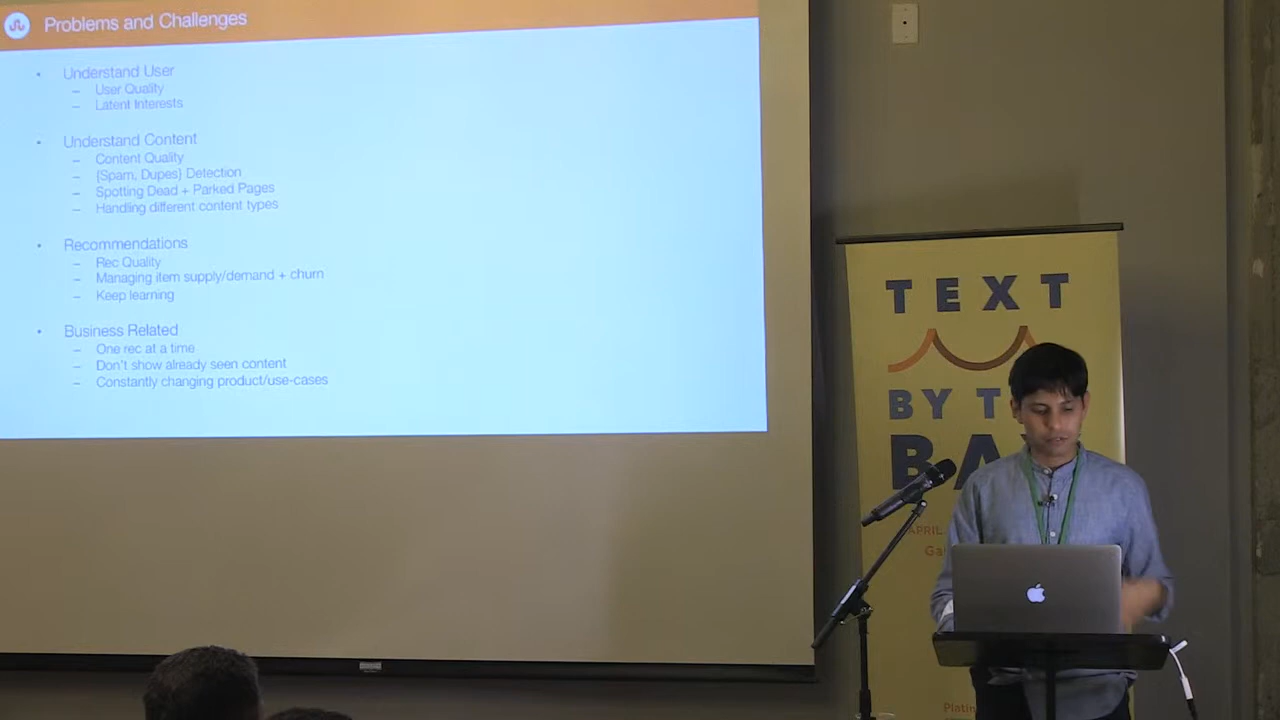 Problems and Challenges
• Understand User
– User Quality
– Latent Interests
• Understand Content
– Content Quality
– {Spam, Dupes} Detection
– Spotting Dead + Parked Pages
– Handling different content types
• Recommendations
– Rec Quality
– Managing item supply/demand + churn
– Keep learning
• Business Related
– One rec at a time
– Don't show already seen content
– Constantly changing product/use-cases
TEXT
BY
APRIL